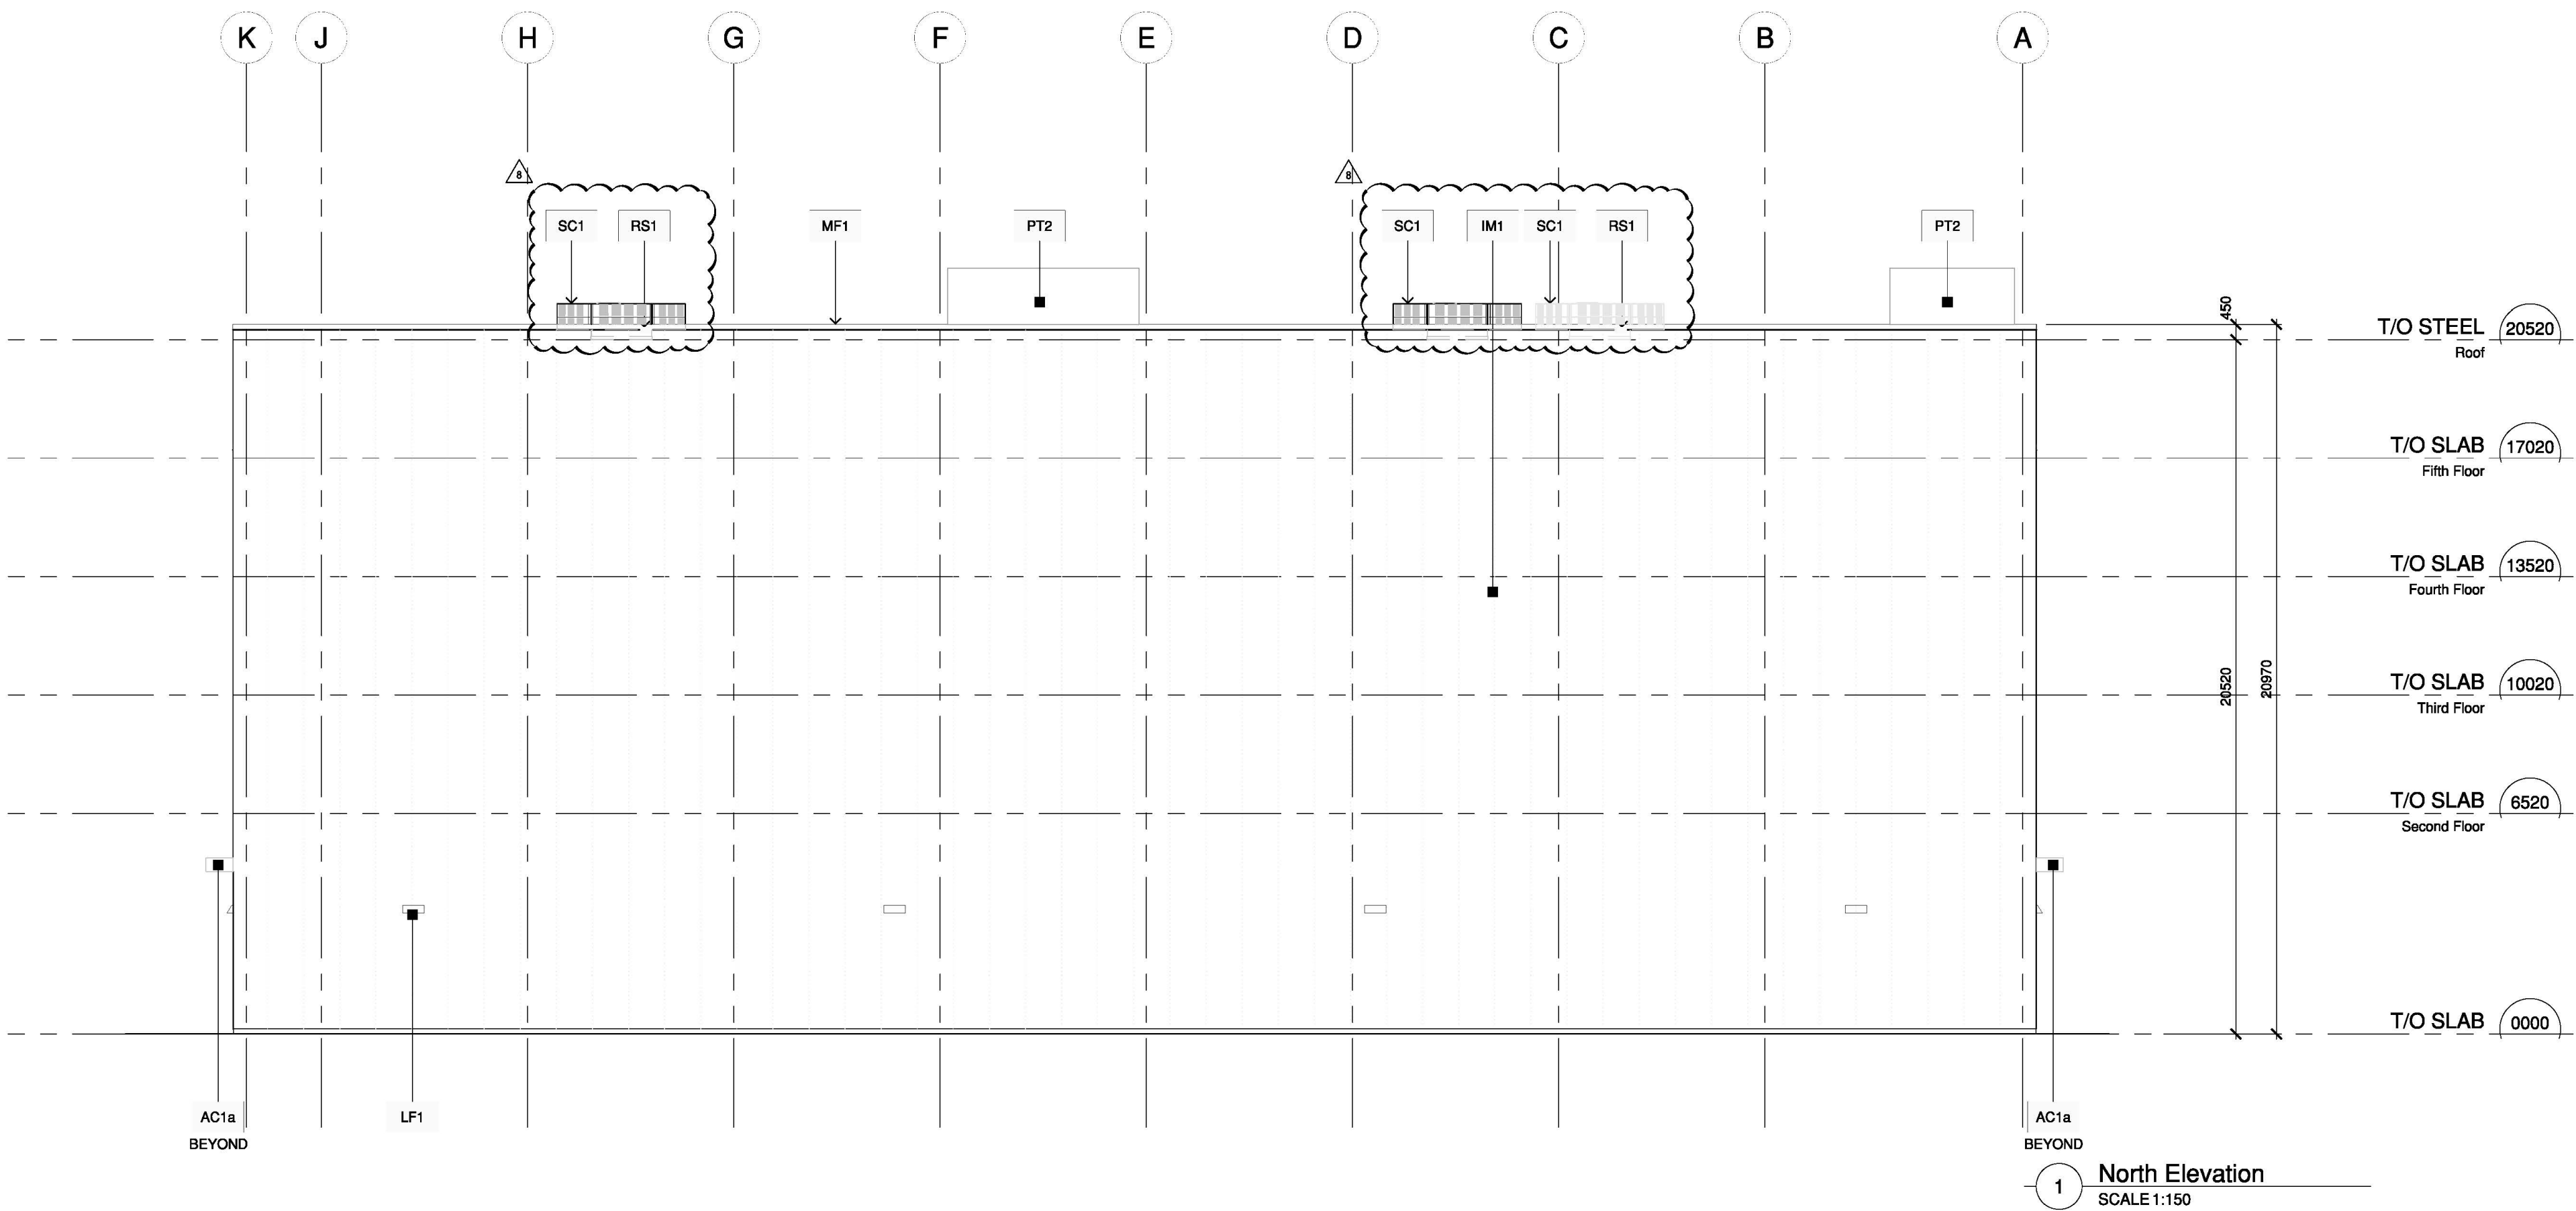 K J H G F E D C B A
8 8
SC1 RS1 MF1 PT2 SC1 IM1 SC1 RS1 PT2
450
T/O STEEL 20520
Roof
T/O SLAB 17020
Fifth Floor
T/O SLAB 13520
Fourth Floor
20520 20970
T/O SLAB 10020
Third Floor
T/O SLAB 6520
Second Floor
T/O SLAB 0000
AC1a LF1 AC1a
BEYOND BEYOND
1 North Elevation
SCALE 1:150